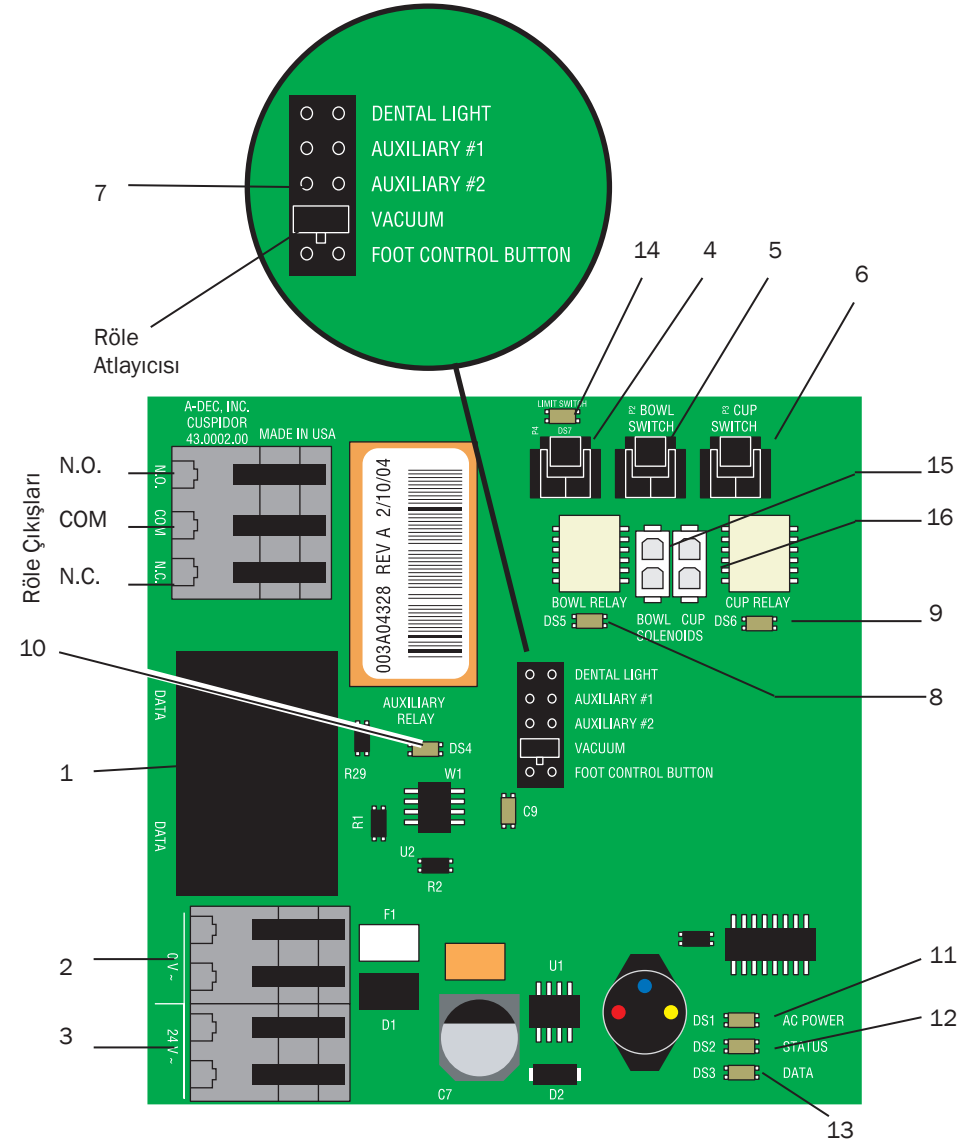 DENTAL LIGHT
AUXILIARY #1
7
AUXILIARY #2
VACUUM
FOOT CONTROL BUTTON
14
4
5
6
Röle
Atlayıcısı
A-DEC, INC.
CUSPIDOR
43.0002.00
MADE IN USA
LIMIT SWITCH
P4
DS7
P2 BOWL
SWITCH
P3 CUP
SWITCH
Röle Çıkışları
N.O.
COM
N.C.
N.O.
COM
N.C.
003A04328 REV A 2/10/04
15
16
BOWL RELAY
CUP RELAY
DS5
BOWL CUP
SOLENOIDS
DS6
9
10
8
AUXILIARY
RELAY
DS4
DENTAL LIGHT
AUXILIARY #1
AUXILIARY #2
VACUUM
FOOT CONTROL BUTTON
DATA
1
DATA
R29
W1
R1
C9
U2
R2
F1
2
0 V ~
3
24 V ~
D1
U1
C7
D2
11
DS1
AC POWER
12
DS2
STATUS
DS3
DATA
13